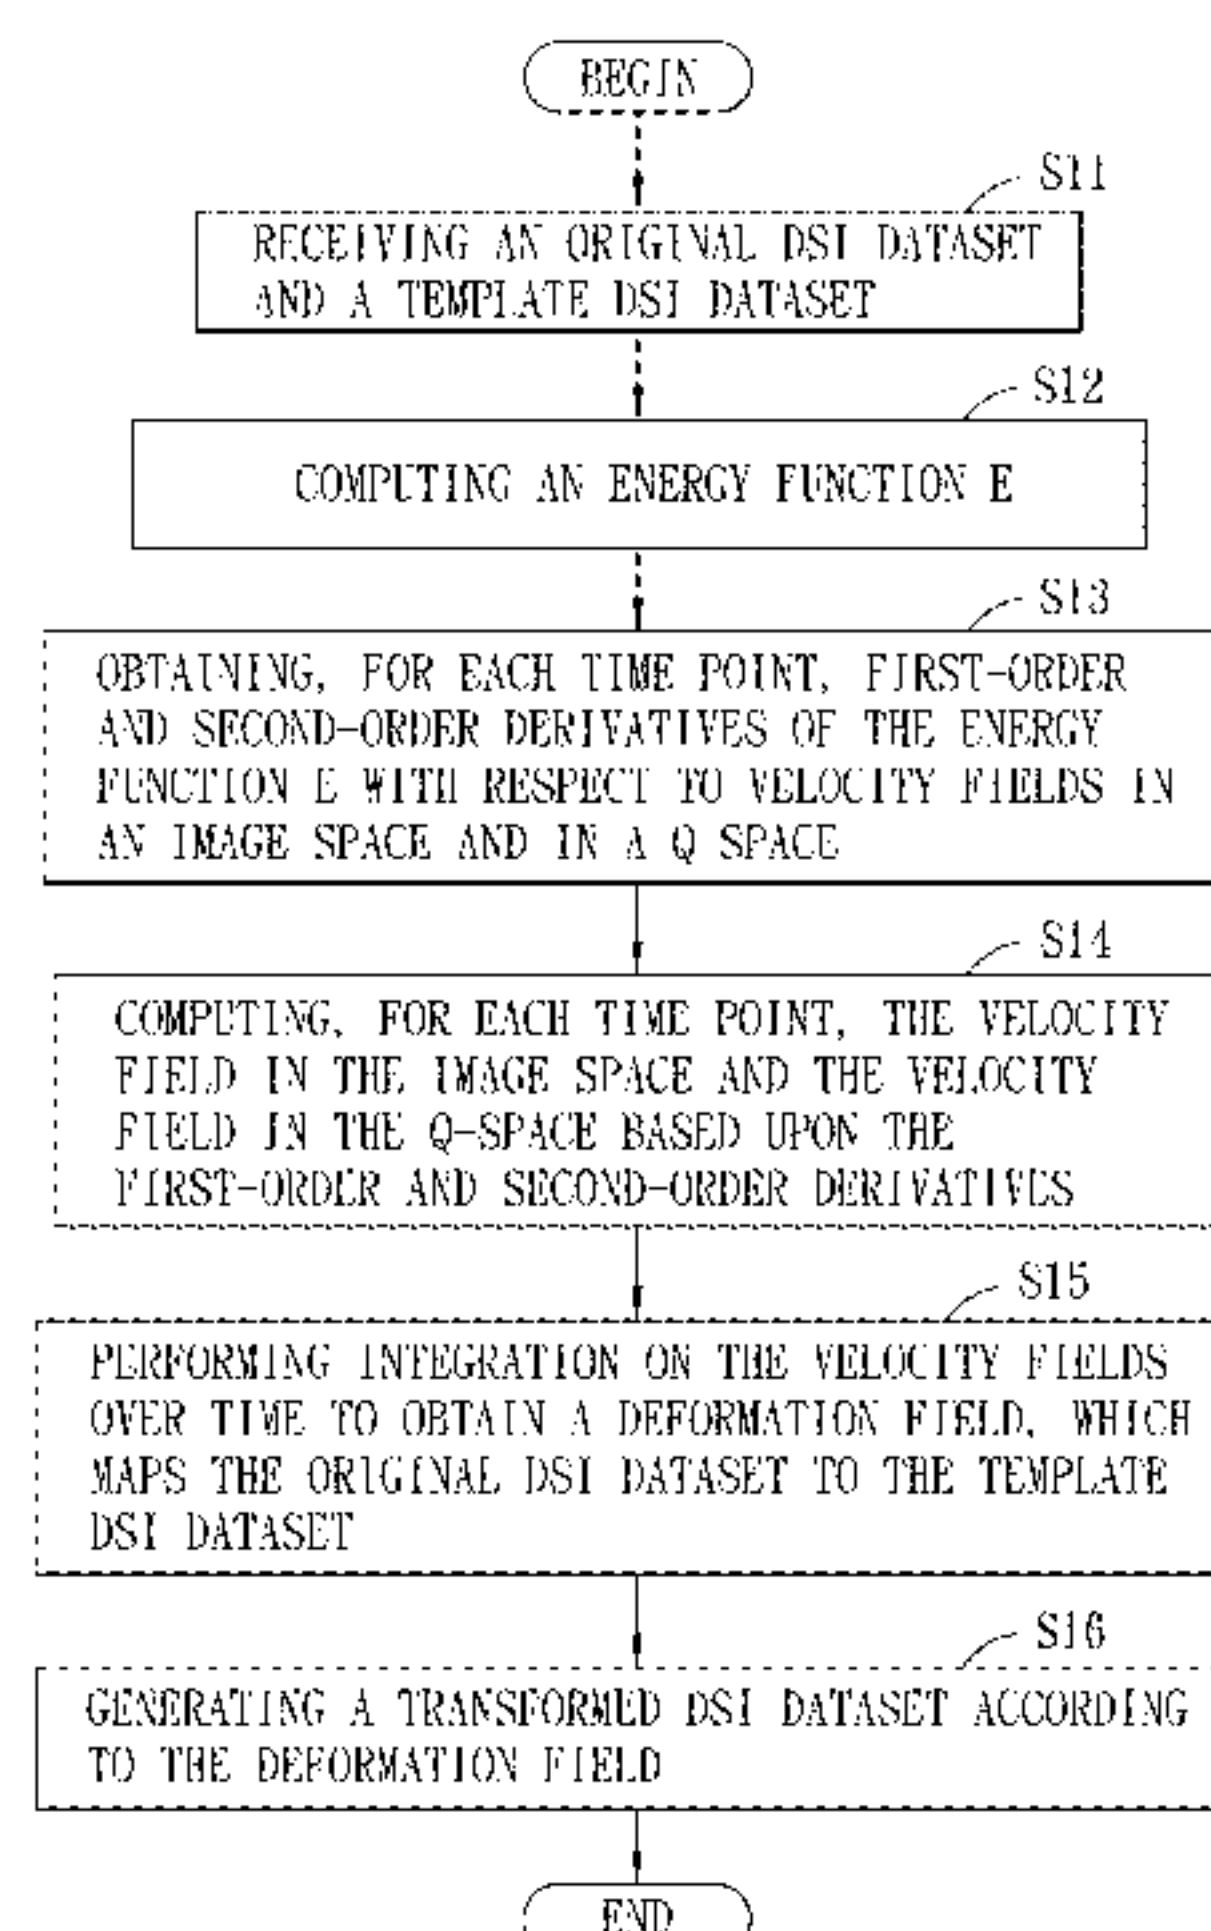 BEGIN
S11
RECEIVING AN ORIGINAL DSI DATASET
AND A TEMPLATE DSI DATASET
S12
COMPUTING AN ENERGY FUNCTION E
S13
OBTAINING, FOR EACH TIME POINT, FIRST-ORDER
AND SECOND-ORDER DERIVATIVES OF THE ENERGY
FUNCTION E WITH RESPECT TO VELOCITY FIELDS IN
AN IMAGE SPACE AND IN A Q SPACE
S14
COMPUTING, FOR EACH TIME POINT, THE VELOCITY
FIELD IN THE IMAGE SPACE AND THE VELOCITY
FIELD IN THE Q-SPACE BASED UPON THE
FIRST-ORDER AND SECOND-ORDER DERIVATIVES
S15
PERFORMING INTEGRATION ON THE VELOCITY FIELDS
OVER TIME TO OBTAIN A DEFORMATION FIELD, WHICH
MAPS THE ORIGINAL DSI DATASET TO THE TEMPLATE
DSI DATASET
S16
GENERATING A TRANSFORMED DSI DATASET ACCORDING
TO THE DEFORMATION FIELD
END